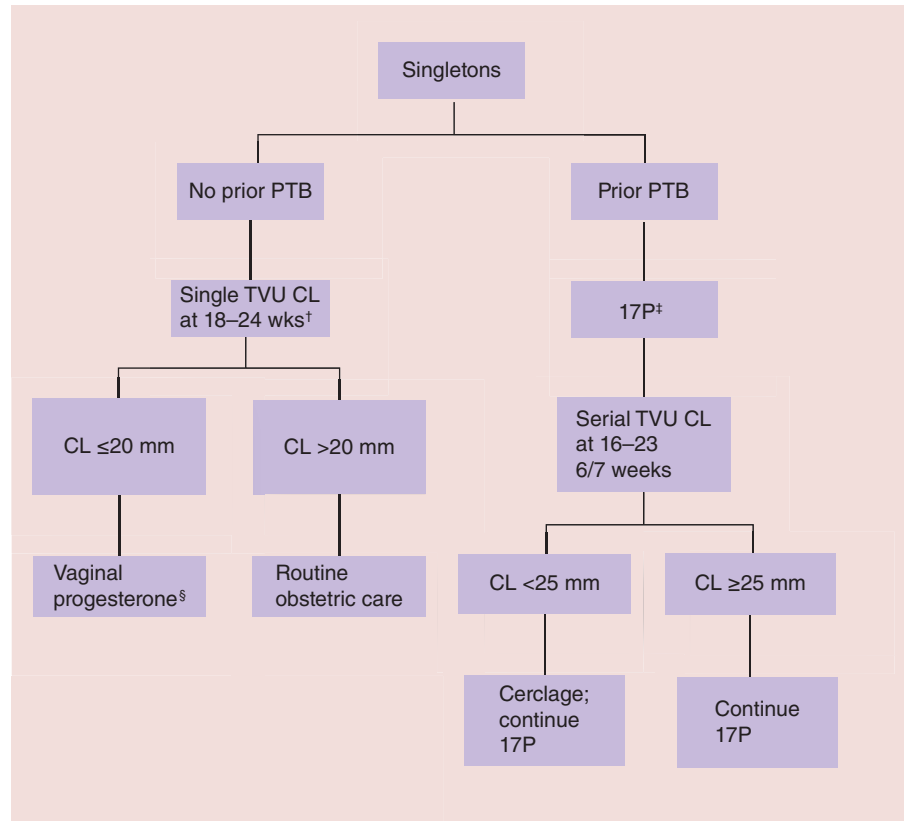 Singletons
No prior PTB
Prior PTB
Single TVU CL
at 18–24 wks†
17P‡
CL ≤20 mm
CL >20 mm
Serial TVU CL
at 16–23
6/7 weeks
Vaginal
progesterone§
Routine
obstetric care
CL <25 mm
CL ≥25 mm
Cerclage;
continue
17P
Continue
17P